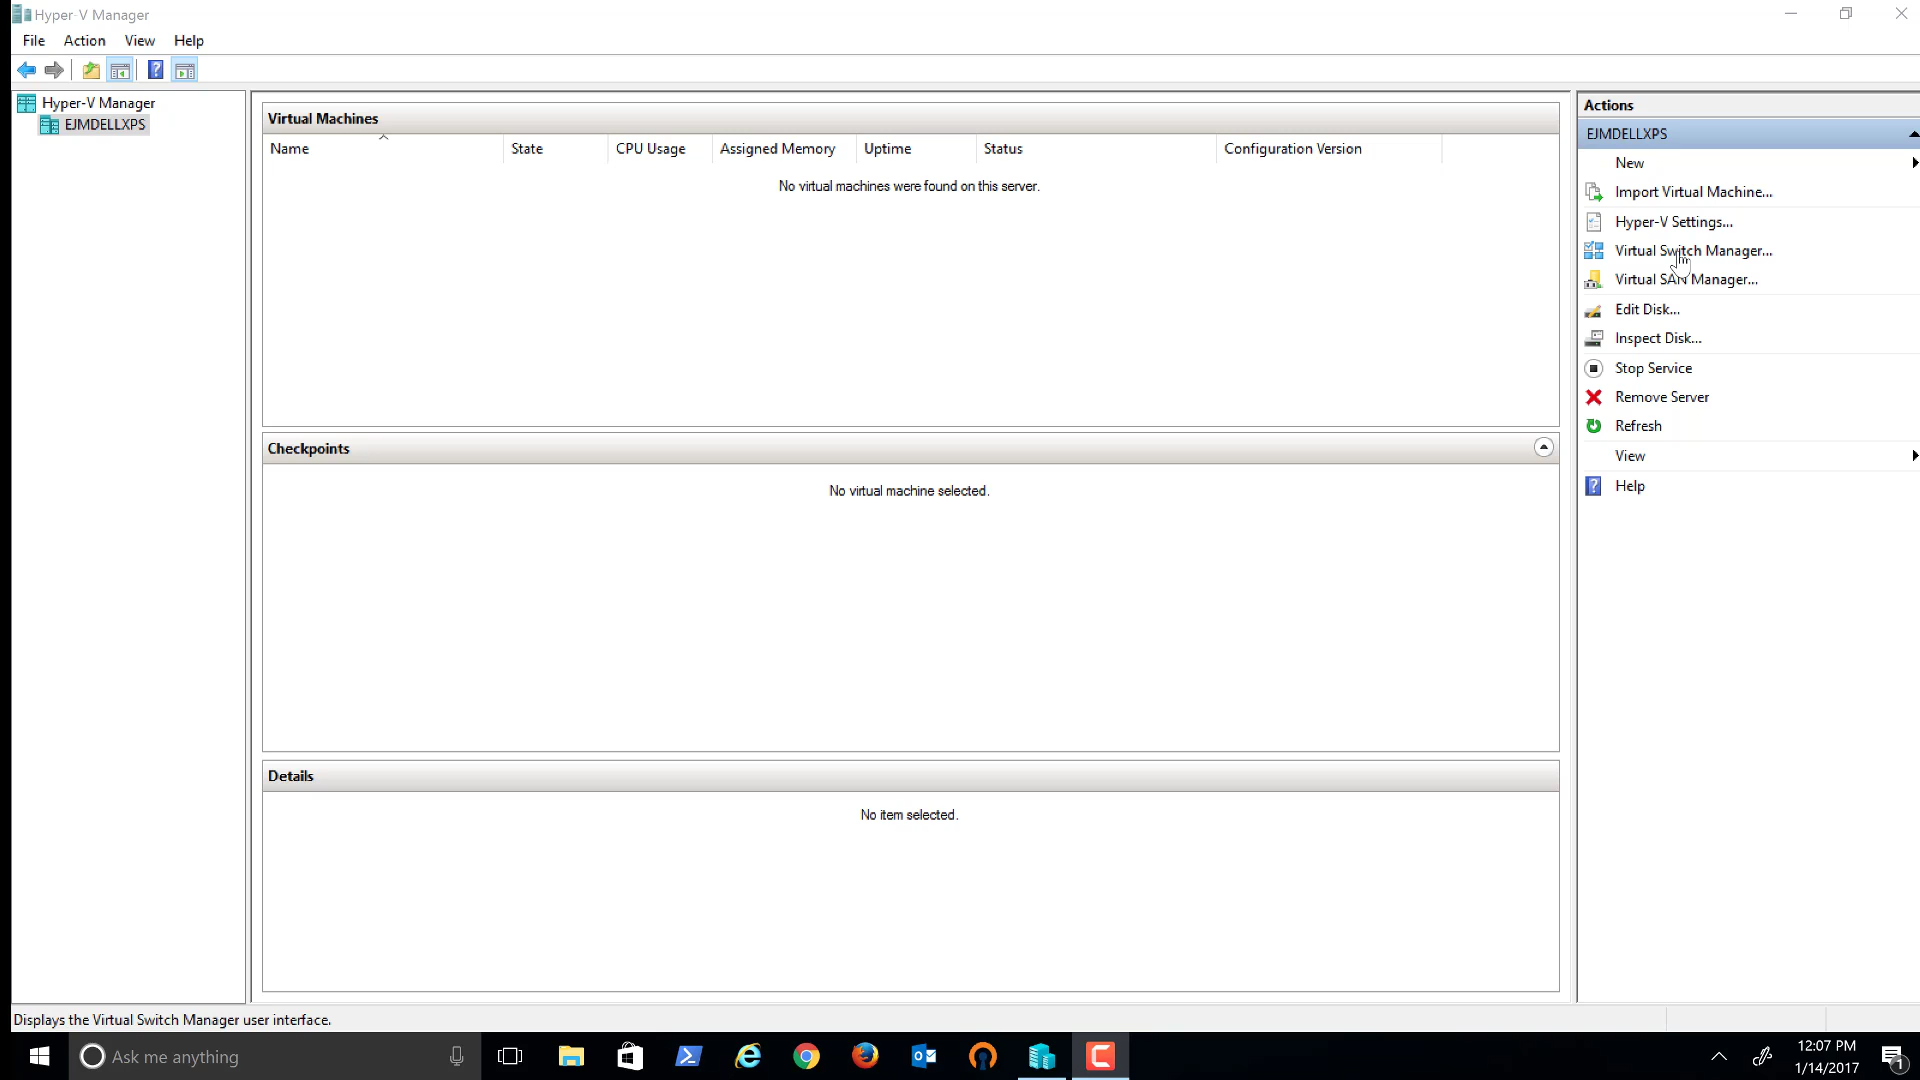 Hyper-V Manager
File Action View Help
Hyper-V Manager
EJMDELLXPS
Virtual Machines
Name State CPU Usage Assigned Memory Uptime Status Configuration Version
No virtual machines were found on this server.
Checkpoints
No virtual machine selected.
Details
No item selected.
Actions
EJMDELLXPS
New
Import Virtual Machine...
Hyper-V Settings...
Virtual Switch Manager...
Virtual SAN Manager...
Edit Disk...
Inspect Disk...
Stop Service
Remove Server
Refresh
View
Help
Displays the Virtual Switch Manager user interface.
Ask me anything
12:07 PM
1/14/2017
1